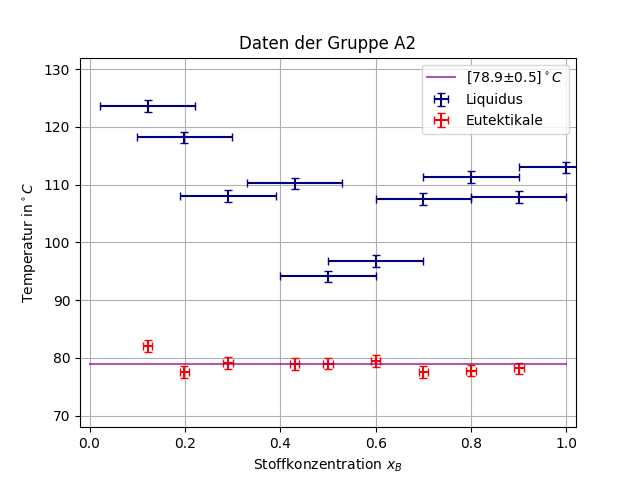 Daten der Gruppe A2
130
120
110
100
90
80
70
Temperatur in °C
[78.9±0.5]°C
Liquidus
Eutektikale
0.0 0.2 0.4 0.6 0.8 1.0
Stoffkonzentration x_B